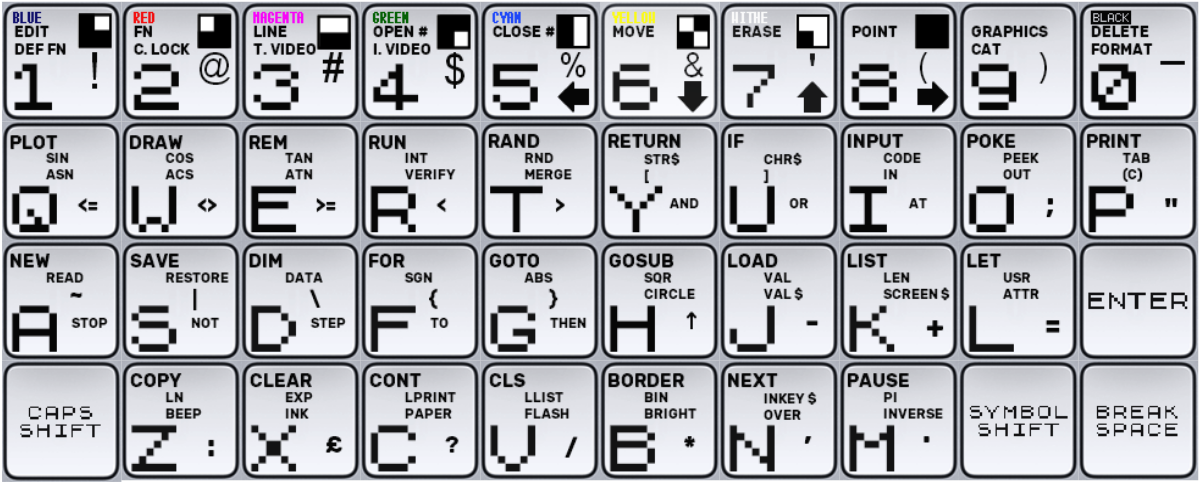 BLUE
EDIT
DEF FN
1 !
RED
FN
C. LOCK
2 @
MAGENTA
LINE
T. VIDEO
3 #
GREEN
OPEN #
I. VIDEO
4 $
CYAN
CLOSE #
5 %
YELLOW
MOVE
6 &
WITHE
ERASE
7 '
POINT
8 (
GRAPHICS
CAT
9 )
BLACK
DELETE
FORMAT
0 _
PLOT
SIN
ASN
Q <=
DRAW
COS
ACS
W <>
REM
TAN
ATN
E >=
RUN
INT
VERIFY
R <
RAND
RND
MERGE
T >
RETURN
STR$
[
Y AND
IF
CHR$
]
U OR
INPUT
CODE
IN
I AT
POKE
PEEK
OUT
O ;
PRINT
TAB
(C)
P "
NEW
READ
~
A STOP
SAVE
RESTORE
|
S NOT
DIM
DATA
\
D STEP
FOR
SGN
{
F TO
GOTO
ABS
}
G THEN
GOSUB
SQR
CIRCLE
H ↑
LOAD
VAL
VAL $
J -
LIST
LEN
SCREEN $
K +
LET
USR
ATTR
L =
ENTER
CAPS
SHIFT
COPY
LN
BEEP
Z :
CLEAR
EXP
INK
X £
CONT
LPRINT
PAPER
C ?
CLS
LLIST
FLASH
V /
BORDER
BIN
BRIGHT
B *
NEXT
INKEY $
OVER
N ,
PAUSE
PI
INVERSE
M .
SYMBOL
SHIFT
BREAK
SPACE